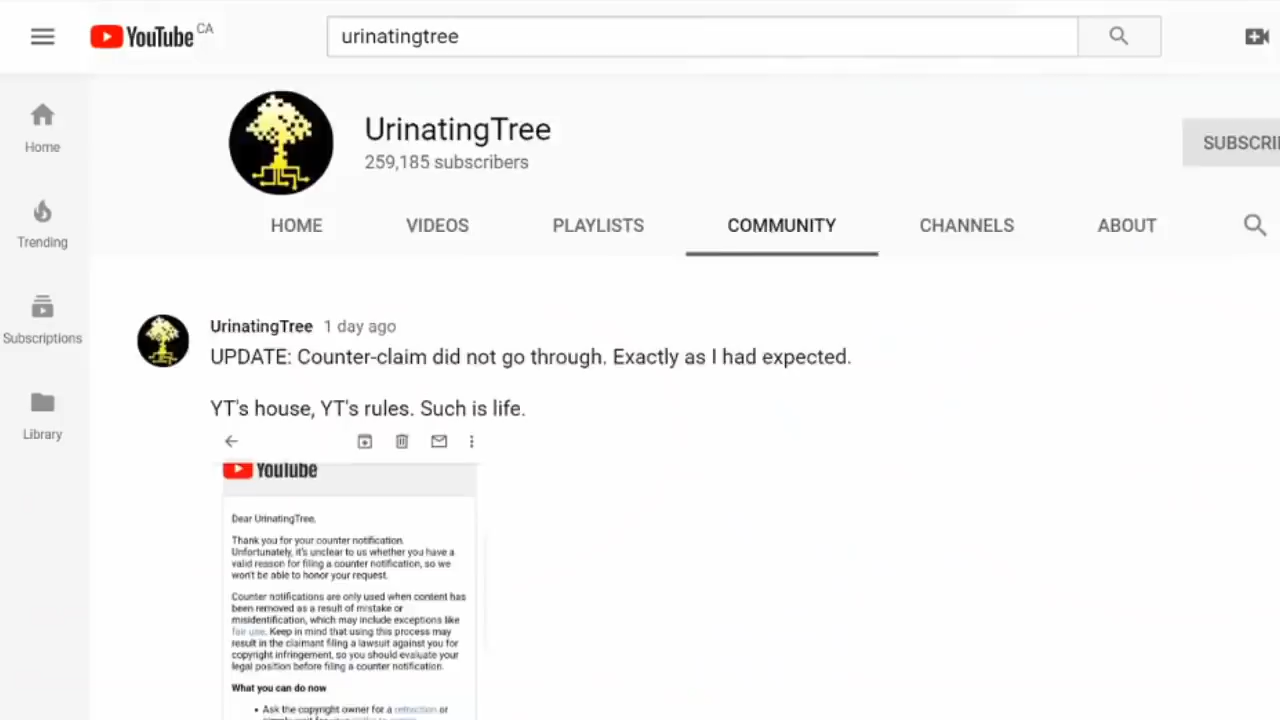 YouTube CA
urinatingtree
UrinatingTree
259,185 subscribers
SUBSCRI
HOME VIDEOS PLAYLISTS COMMUNITY CHANNELS ABOUT
Home
Trending
Subscriptions
Library
UrinatingTree 1 day ago
UPDATE: Counter-claim did not go through. Exactly as I had expected.
YT's house, YT's rules. Such is life.
YouTube
Dear UrinatingTree,
Thank you for your counter notification.
Unfortunately, it's unclear to us whether you have a
valid reason for filing a counter notification, so we
won't be able to honor your request.
Counter notifications are only used when content has
been removed as a result of mistake or
misidentification, which may include exceptions like
fair use. Keep in mind that using this process may
result in the claimant filing a lawsuit against you for
copyright infringement, so you should evaluate your
legal position before filing a counter notification.
What you can do now
• Ask the copyright owner for a retraction or